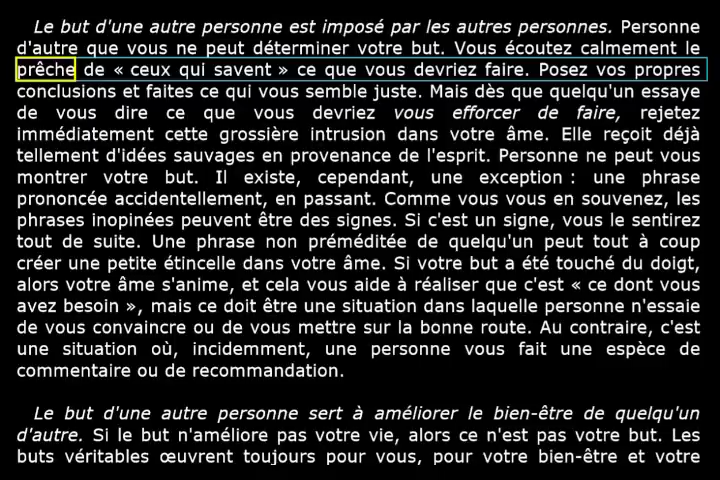 Le but d'une autre personne est imposé par les autres personnes. Personne
d'autre que vous ne peut déterminer votre but. Vous écoutez calmement le
prêche de « ceux qui savent » ce que vous devriez faire. Posez vos propres
conclusions et faites ce qui vous semble juste. Mais dès que quelqu'un essaye
de vous dire ce que vous devriez vous efforcer de faire, rejetez
immédiatement cette grossière intrusion dans votre âme. Elle reçoit déjà
tellement d'idées sauvages en provenance de l'esprit. Personne ne peut vous
montrer votre but. Il existe, cependant, une exception : une phrase
prononcée accidentellement, en passant. Comme vous vous en souvenez, les
phrases inopinées peuvent être des signes. Si c'est un signe, vous le sentirez
tout de suite. Une phrase non préméditée de quelqu'un peut tout à coup
créer une petite étincelle dans votre âme. Si votre but a été touché du doigt,
alors votre âme s'anime, et cela vous aide à réaliser que c'est « ce dont vous
avez besoin », mais ce doit être une situation dans laquelle personne n'essaie
de vous convaincre ou de vous mettre sur la bonne route. Au contraire, c'est
une situation où, incidemment, une personne vous fait une espèce de
commentaire ou de recommandation.
Le but d'une autre personne sert à améliorer le bien-être de quelqu'un
d'autre. Si le but n'améliore pas votre vie, alors ce n'est pas votre but. Les
buts véritables œuvrent toujours pour vous, pour votre bien-être et votre